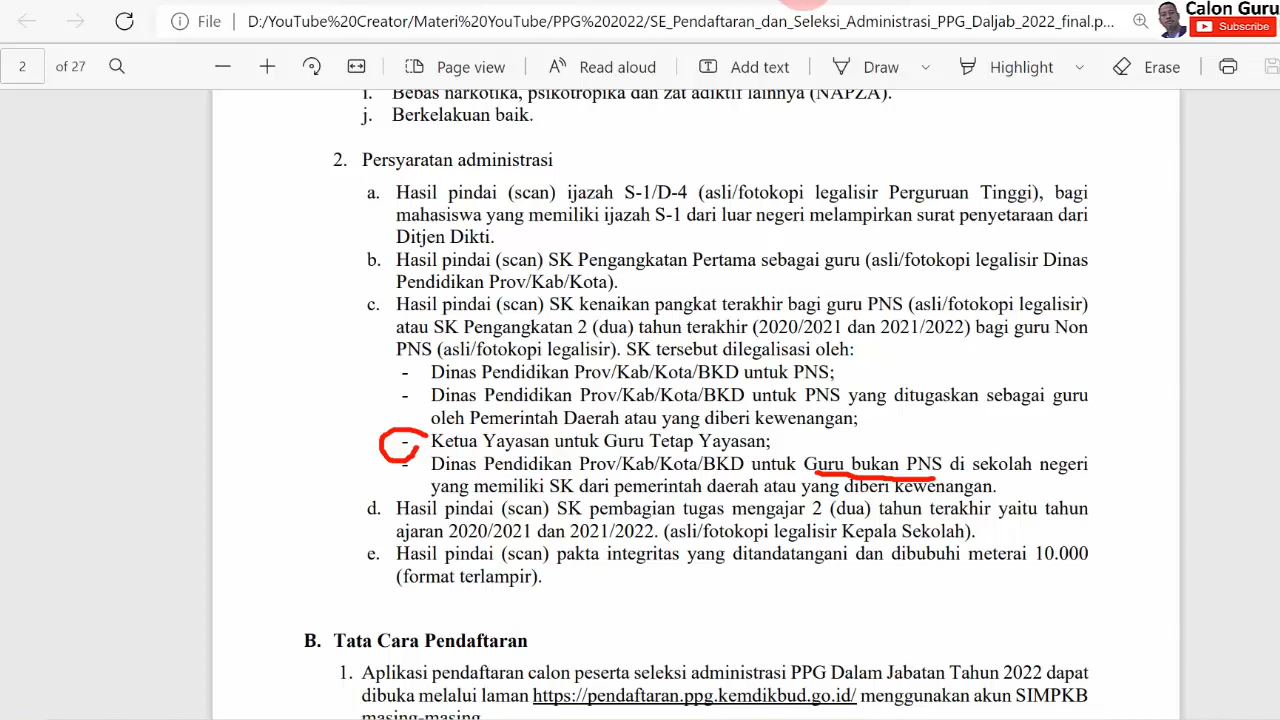 File
D:/YouTube%20Creator/Materi%20YouTube/PPG%202022/SE_Pendaftaran_dan_Seleksi_Administrasi_PPG_Daljab_2022_final.p...
Calon Guru
Subscribe
2 of 27
Page view
Read aloud
Add text
Draw
Highlight
Erase
i. Bebas narkotika, psikotropika dan zat adiktif lainnya (NAPZA).
j. Berkelakuan baik.
2. Persyaratan administrasi
a. Hasil pindai (scan) ijazah S-1/D-4 (asli/fotokopi legalisir Perguruan Tinggi), bagi
mahasiswa yang memiliki ijazah S-1 dari luar negeri melampirkan surat penyetaraan dari
Ditjen Dikti.
b. Hasil pindai (scan) SK Pengangkatan Pertama sebagai guru (asli/fotokopi legalisir Dinas
Pendidikan Prov/Kab/Kota).
c. Hasil pindai (scan) SK kenaikan pangkat terakhir bagi guru PNS (asli/fotokopi legalisir)
atau SK Pengangkatan 2 (dua) tahun terakhir (2020/2021 dan 2021/2022) bagi guru Non
PNS (asli/fotokopi legalisir). SK tersebut dilegalisasi oleh:
- Dinas Pendidikan Prov/Kab/Kota/BKD untuk PNS;
- Dinas Pendidikan Prov/Kab/Kota/BKD untuk PNS yang ditugaskan sebagai guru
oleh Pemerintah Daerah atau yang diberi kewenangan;
- Ketua Yayasan untuk Guru Tetap Yayasan;
- Dinas Pendidikan Prov/Kab/Kota/BKD untuk Guru bukan PNS di sekolah negeri
yang memiliki SK dari pemerintah daerah atau yang diberi kewenangan.
d. Hasil pindai (scan) SK pembagian tugas mengajar 2 (dua) tahun terakhir yaitu tahun
ajaran 2020/2021 dan 2021/2022. (asli/fotokopi legalisir Kepala Sekolah).
e. Hasil pindai (scan) pakta integritas yang ditandatangani dan dibubuhi meterai 10.000
(format terlampir).
B. Tata Cara Pendaftaran
1. Aplikasi pendaftaran calon peserta seleksi administrasi PPG Dalam Jabatan Tahun 2022 dapat
dibuka melalui laman https://pendaftaran.ppg.kemdikbud.go.id/ menggunakan akun SIMPKB
masing-masing.